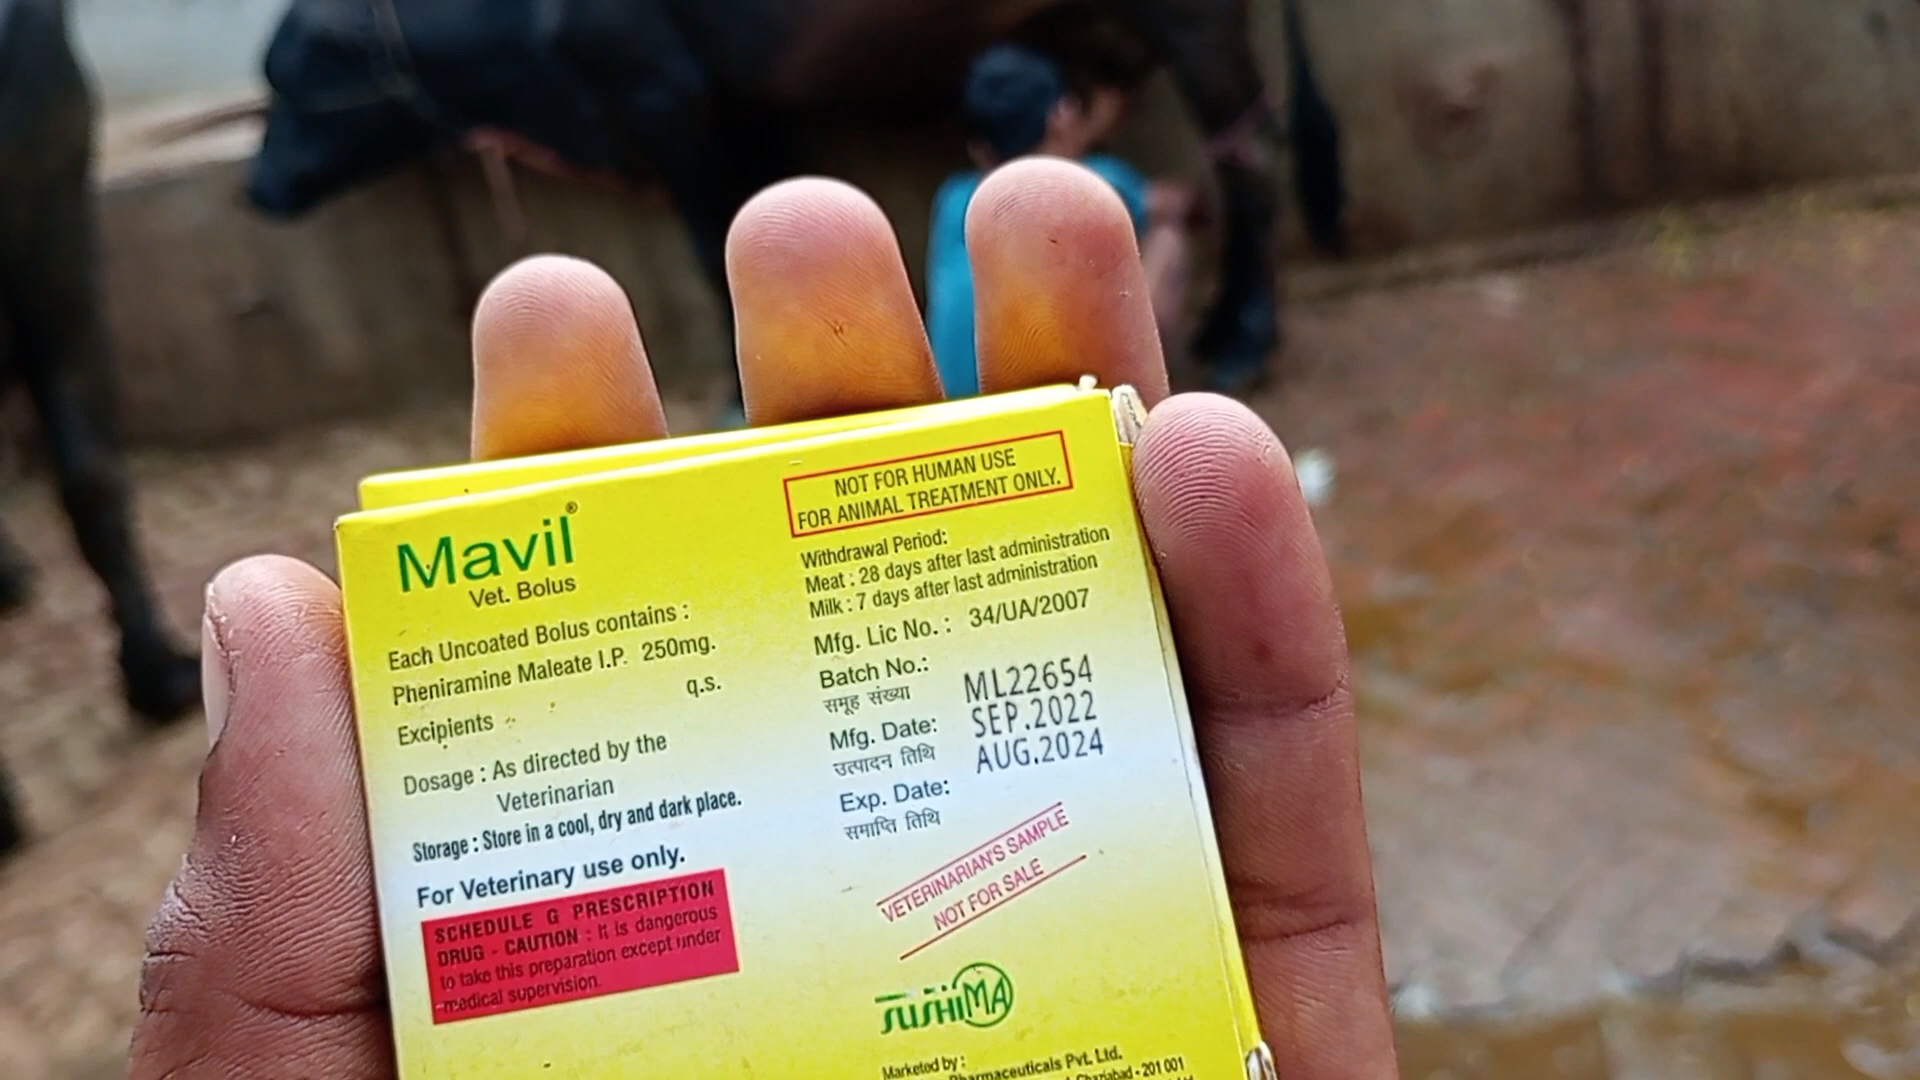 Mavil®
Vet. Bolus
Each Uncoated Bolus contains :
Pheniramine Maleate I.P. 250mg.
Excipients q.s.
Dosage : As directed by the
Veterinarian
Storage : Store in a cool, dry and dark place.
For Veterinary use only.
SCHEDULE G PRESCRIPTION
DRUG - CAUTION : It is dangerous
to take this preparation except under
medical supervision.
NOT FOR HUMAN USE
FOR ANIMAL TREATMENT ONLY.
Withdrawal Period:
Meat : 28 days after last administration
Milk : 7 days after last administration
Mfg. Lic No. : 34/UA/2007
Batch No.: ML22654
समूह संख्या
Mfg. Date: SEP.2022
उत्पादन तिथि
Exp. Date: AUG.2024
समाप्ति तिथि
VETERINARIAN'S SAMPLE
NOT FOR SALE
SUSHIMA
Marketed by :
Pharmaceuticals Pvt. Ltd.
Ghaziabad - 201 001